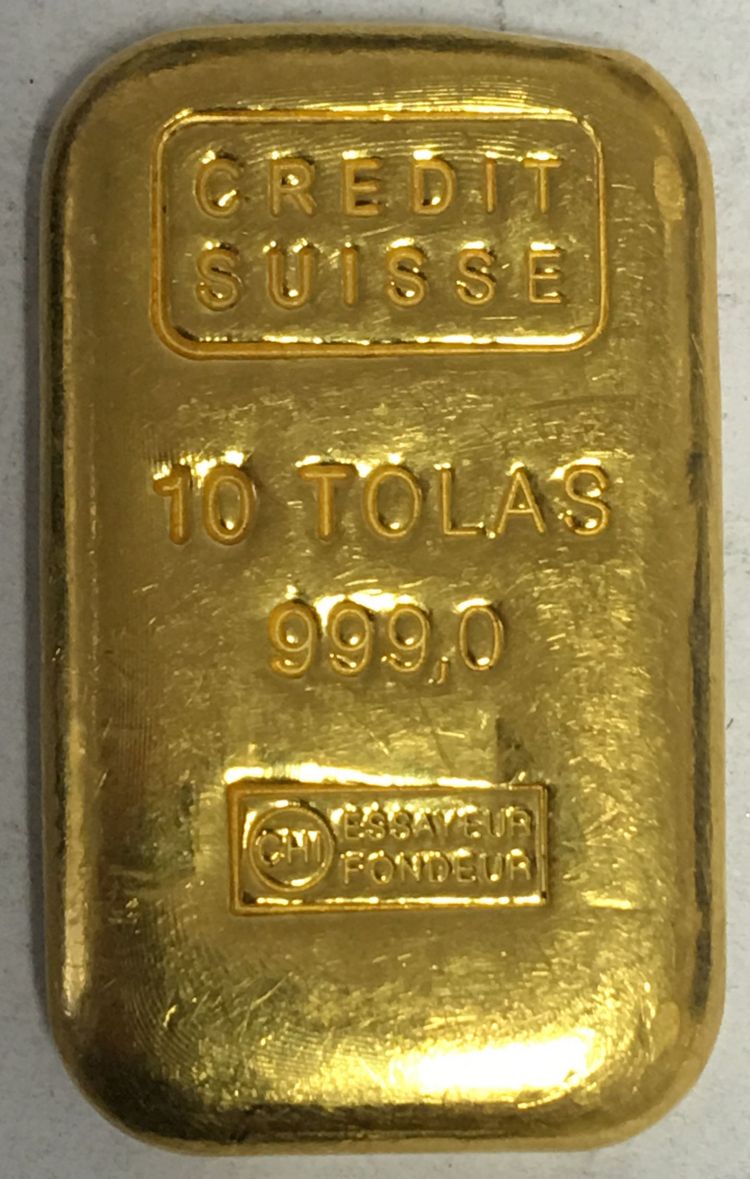 CREDIT
SUISSE
10 TOLAS
999,0
CHI ESSAYEUR
FONDEUR